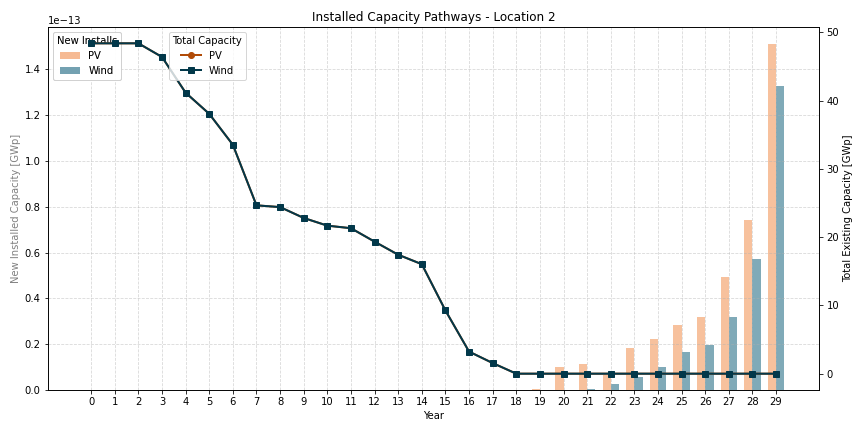 Installed Capacity Pathways - Location 2
1e−13
New Installs
PV
Wind
Total Capacity
PV
Wind
New Installed Capacity [GWp]
0.0
0.2
0.4
0.6
0.8
1.0
1.2
1.4
Total Existing Capacity [GWp]
0
10
20
30
40
50
0 1 2 3 4 5 6 7 8 9 10 11 12 13 14 15 16 17 18 19 20 21 22 23 24 25 26 27 28 29
Year